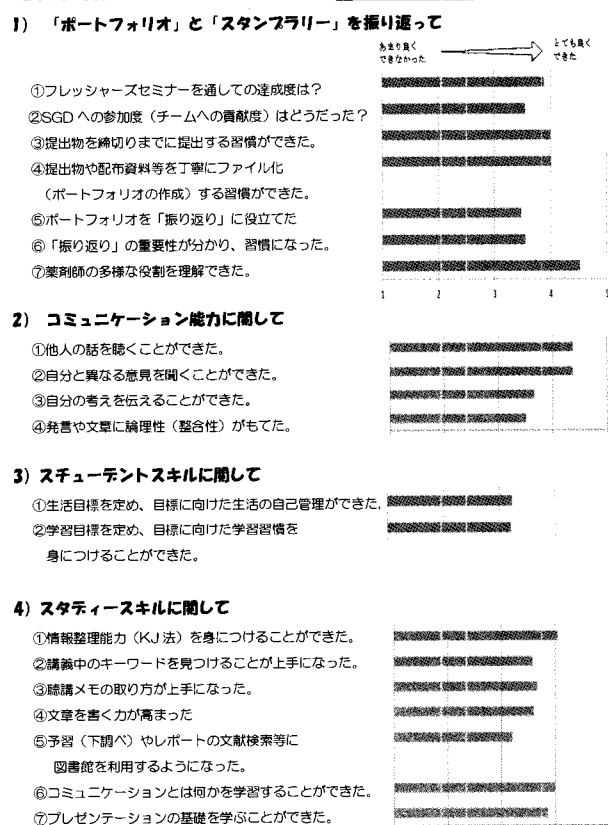 1) 「ポートフォリオ」と「スタンプラリー」を振り返って
あまり良く
できなかった
とても良く
できた
①フレッシャーズセミナーを通しての達成度は？
②SGDへの参加度（チームへの貢献度）はどうだった？
③提出物を締切りまでに提出する習慣ができた。
④提出物や配布資料等を丁寧にファイル化
（ポートフォリオの作成）する習慣ができた。
⑤ポートフォリオを「振り返り」に役立てた
⑥「振り返り」の重要性が分かり、習慣になった。
⑦薬剤師の多様な役割を理解できた。
1 2 3 4 5
2) コミュニケーション能力に関して
①他人の話を聴くことができた。
②自分と異なる意見を聞くことができた。
③自分の考えを伝えることができた。
④発言や文章に論理性（整合性）がもてた。
3) スチューデントスキルに関して
①生活目標を定め、目標に向けた生活の自己管理ができた。
②学習目標を定め、目標に向けた学習習慣を
身につけることができた。
4) スタディースキルに関して
①情報整理能力（KJ法）を身につけることができた。
②講義中のキーワードを見つけることが上手になった。
③聴講メモの取り方が上手になった。
④文章を書く力が高まった
⑤予習（下調べ）やレポートの文献検索等に
図書館を利用するようになった。
⑥コミュニケーションとは何かを学習することができた。
⑦プレゼンテーションの基礎を学ぶことができた。